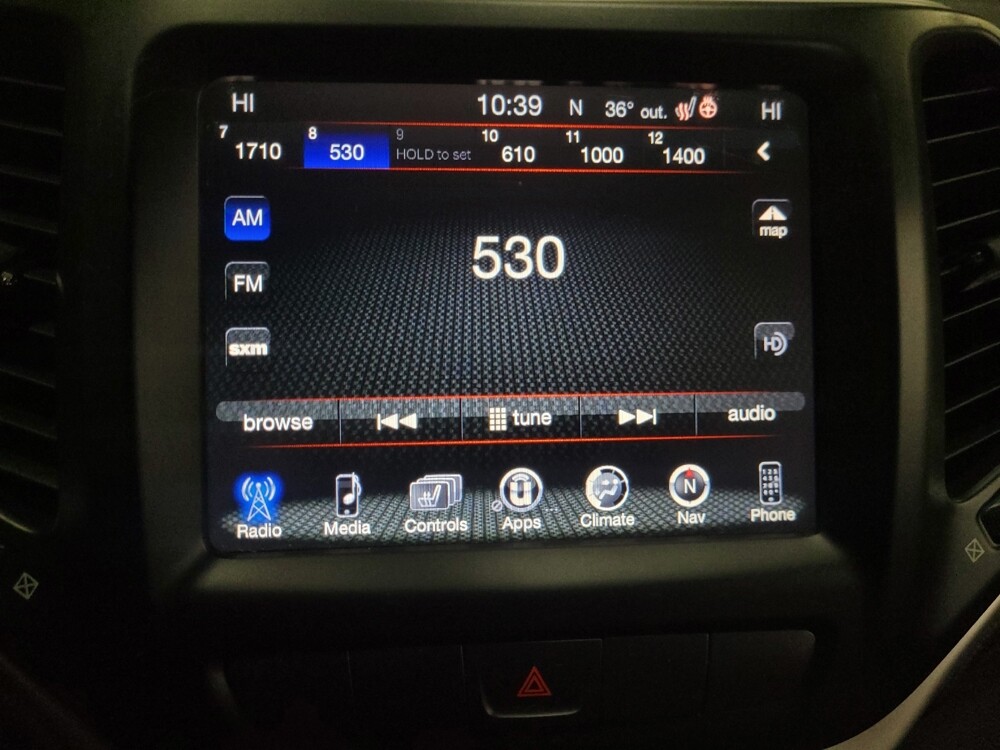 HI 10:39 N 36° out. HI
7 1710 8 530 9 HOLD to set 10 610 11 1000 12 1400
AM
530
map
FM
sxm
HD
browse tune audio
Radio Media Controls Apps Climate N Nav Phone